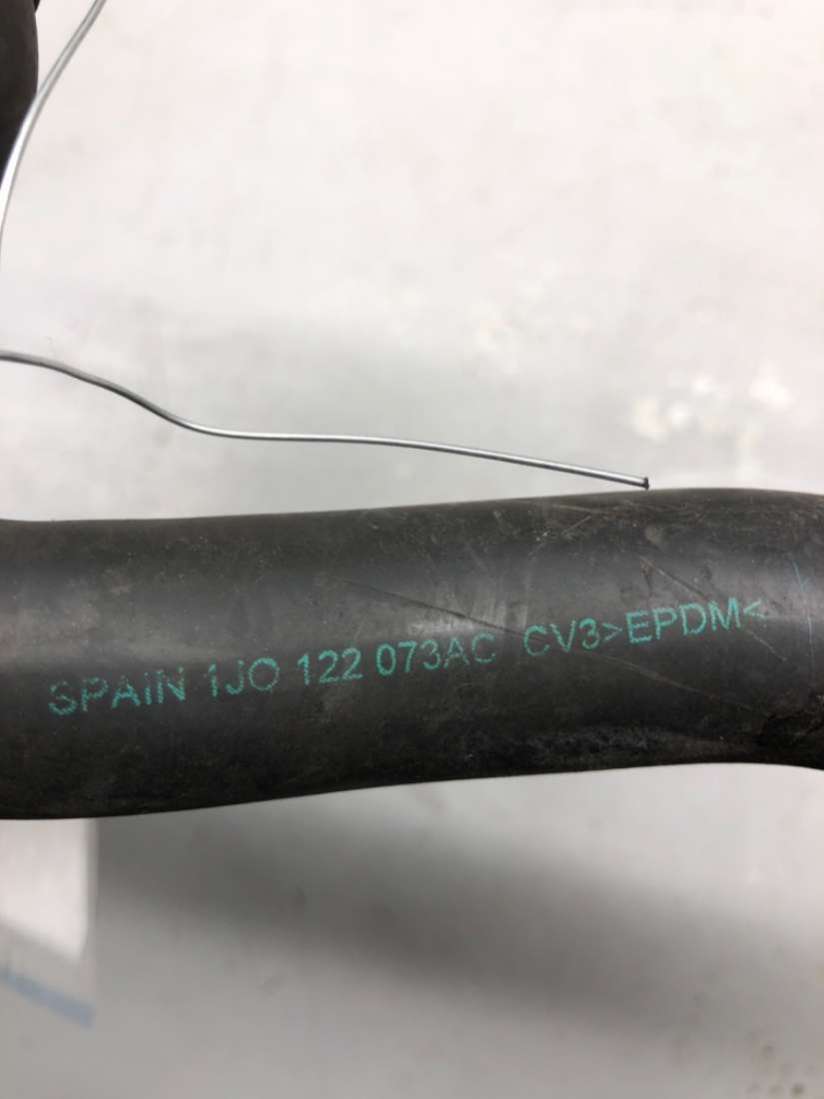 SPAIN 1JO 122 073AC CV3>EPDM<